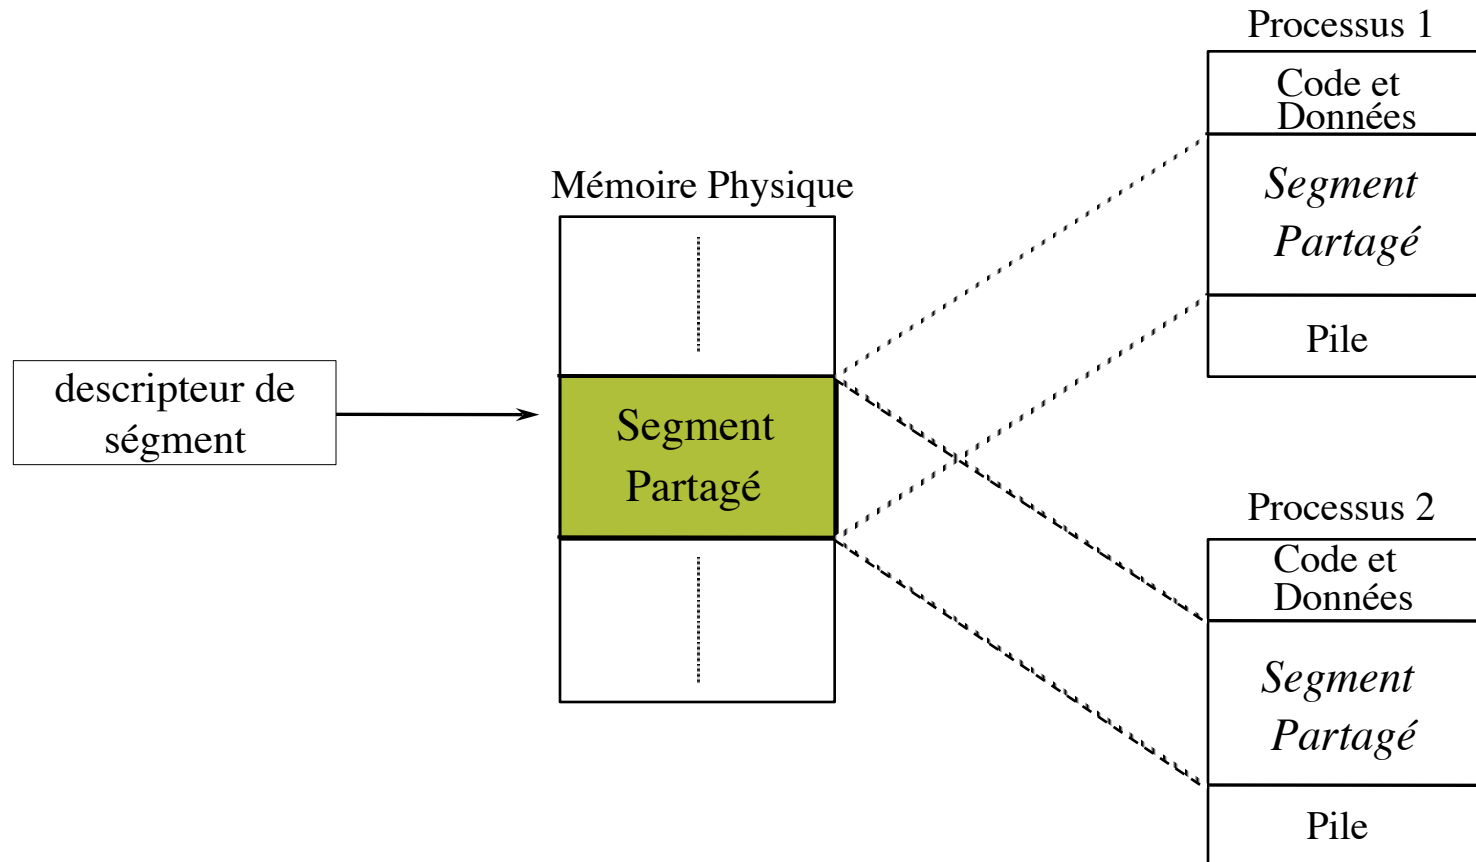 descripteur de
ségment
Mémoire Physique
Segment
Partagé
Processus 1
Code et
Données
Segment
Partagé
Pile
Processus 2
Code et
Données
Segment
Partagé
Pile